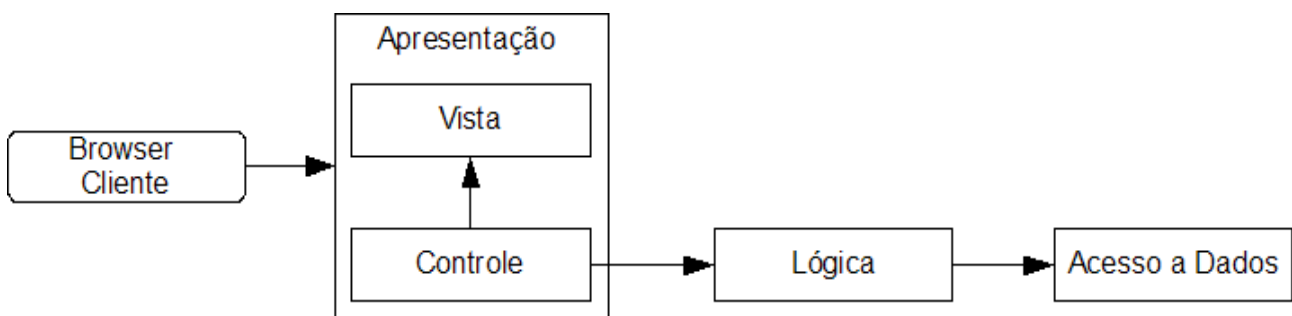 Apresentação
Vista
Browser
Cliente
Controle
Lógica
Acesso a Dados